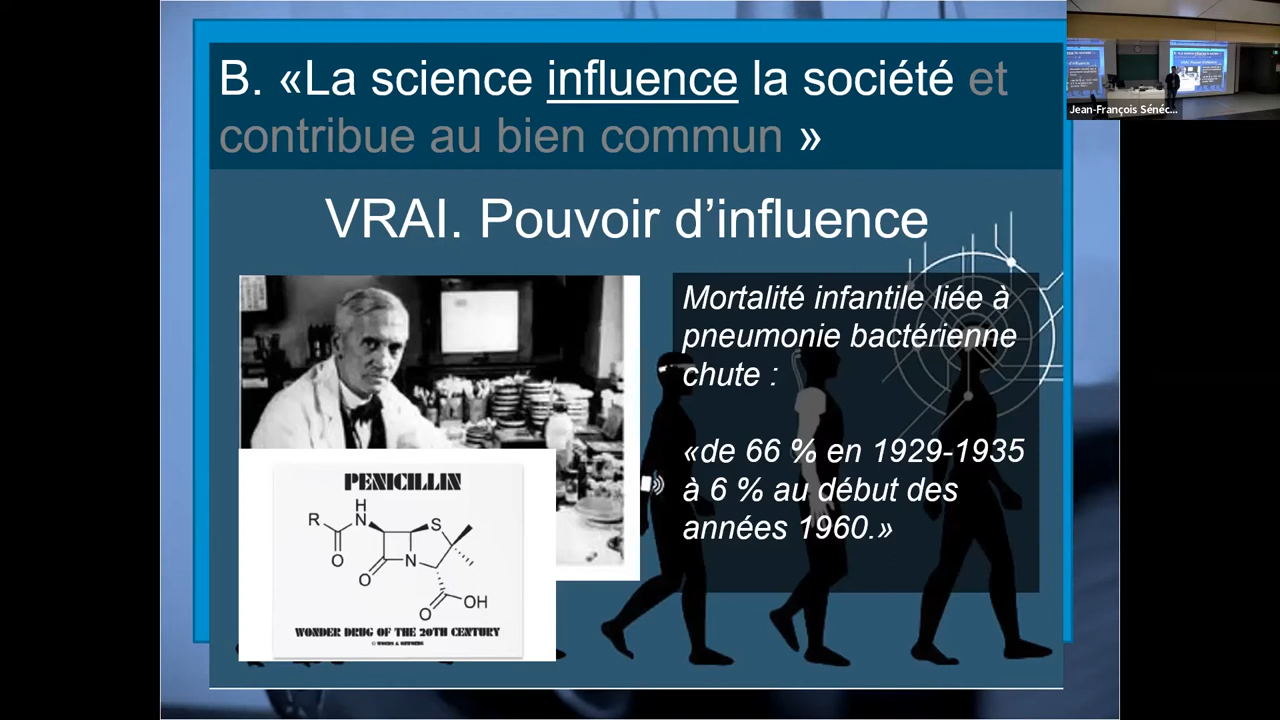 B. «La science influence la société et
contribue au bien commun »
VRAI. Pouvoir d’influence
Mortalité infantile liée à
pneumonie bactérienne
chute :
«de 66 % en 1929-1935
à 6 % au début des
années 1960.»
PENICILLIN
H
R
N
S
O
N
O
O
OH
WONDER DRUG OF THE 20TH CENTURY
Jean-François Sénéc...